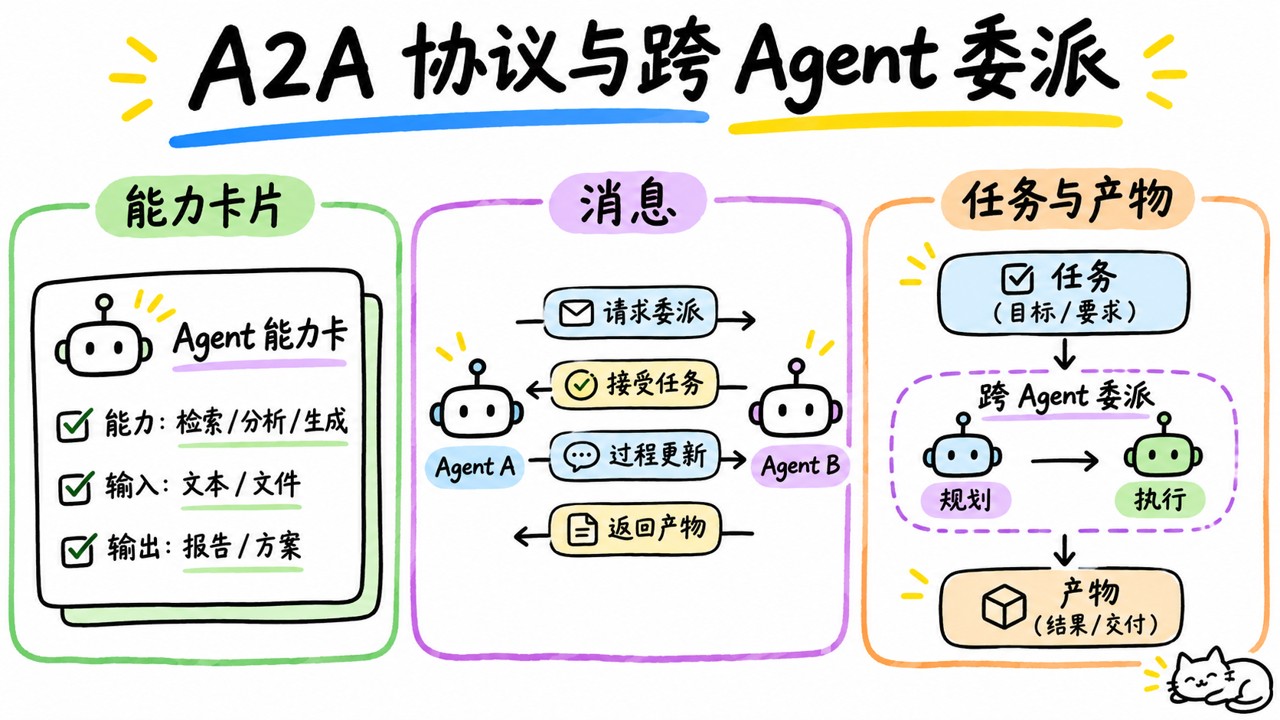 A2A 协议与跨 Agent 委派
能力卡片
Agent 能力卡
能力: 检索/分析/生成
输入: 文本/文件
输出: 报告/方案
消息
请求委派
接受任务
过程更新
返回产物
Agent A
Agent B
任务与产物
任务
(目标/要求)
跨 Agent 委派
规划
执行
产物
(结果/交付)